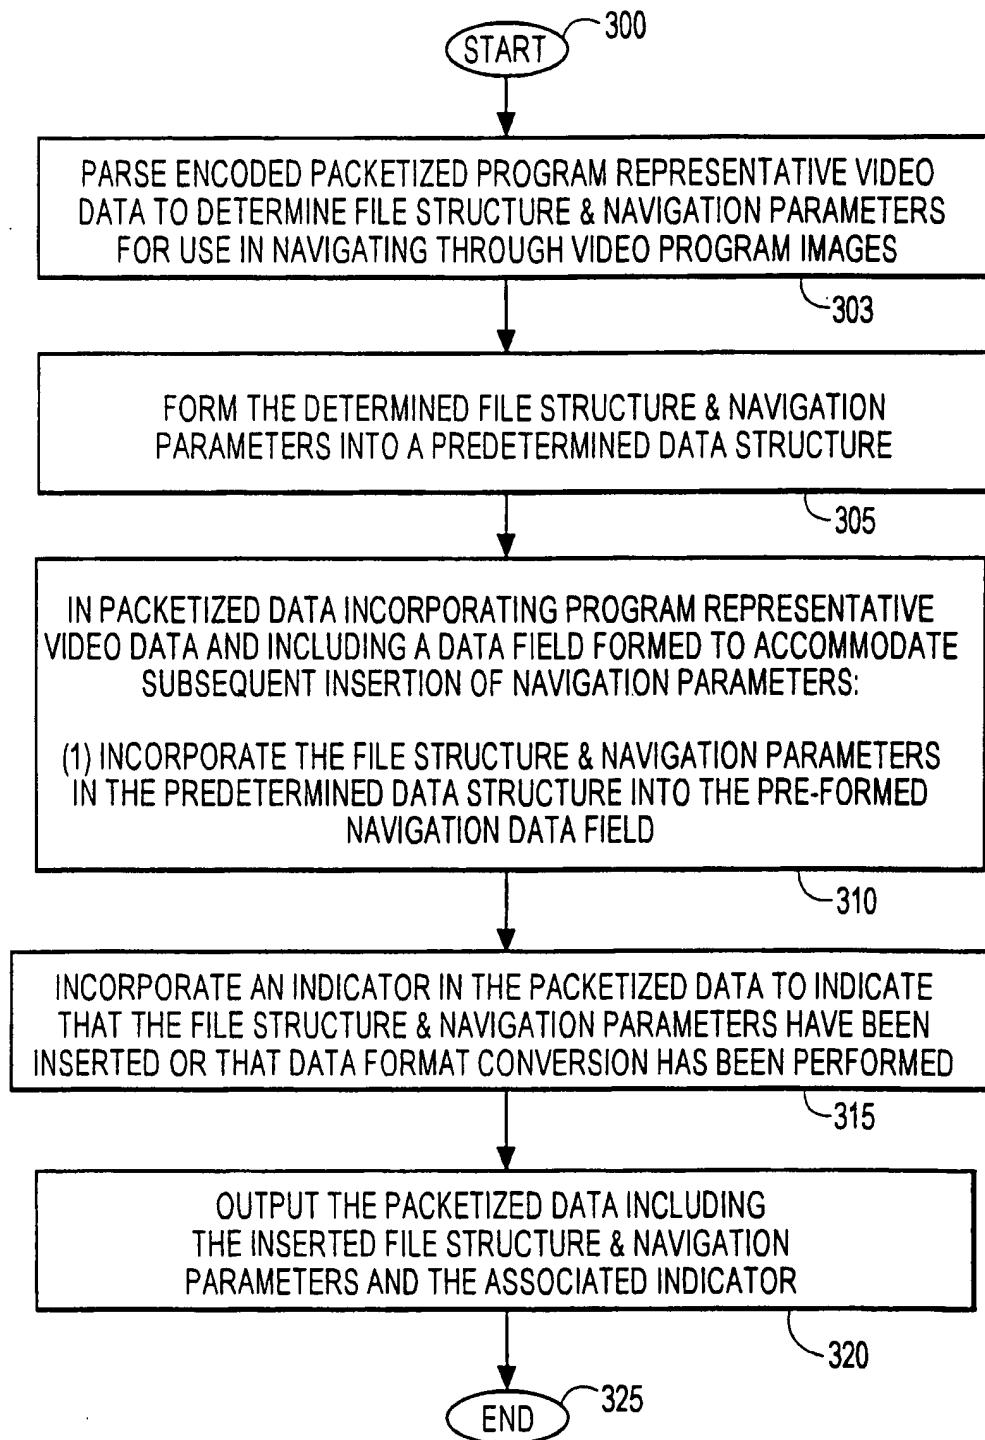 300
START
PARSE ENCODED PACKETIZED PROGRAM REPRESENTATIVE VIDEO
DATA TO DETERMINE FILE STRUCTURE & NAVIGATION PARAMETERS
FOR USE IN NAVIGATING THROUGH VIDEO PROGRAM IMAGES
303
FORM THE DETERMINED FILE STRUCTURE & NAVIGATION
PARAMETERS INTO A PREDETERMINED DATA STRUCTURE
305
IN PACKETIZED DATA INCORPORATING PROGRAM REPRESENTATIVE
VIDEO DATA AND INCLUDING A DATA FIELD FORMED TO ACCOMMODATE
SUBSEQUENT INSERTION OF NAVIGATION PARAMETERS:
(1) INCORPORATE THE FILE STRUCTURE & NAVIGATION PARAMETERS
IN THE PREDETERMINED DATA STRUCTURE INTO THE PRE-FORMED
NAVIGATION DATA FIELD
310
INCORPORATE AN INDICATOR IN THE PACKETIZED DATA TO INDICATE
THAT THE FILE STRUCTURE & NAVIGATION PARAMETERS HAVE BEEN
INSERTED OR THAT DATA FORMAT CONVERSION HAS BEEN PERFORMED
315
OUTPUT THE PACKETIZED DATA INCLUDING
THE INSERTED FILE STRUCTURE & NAVIGATION
PARAMETERS AND THE ASSOCIATED INDICATOR
320
325
END